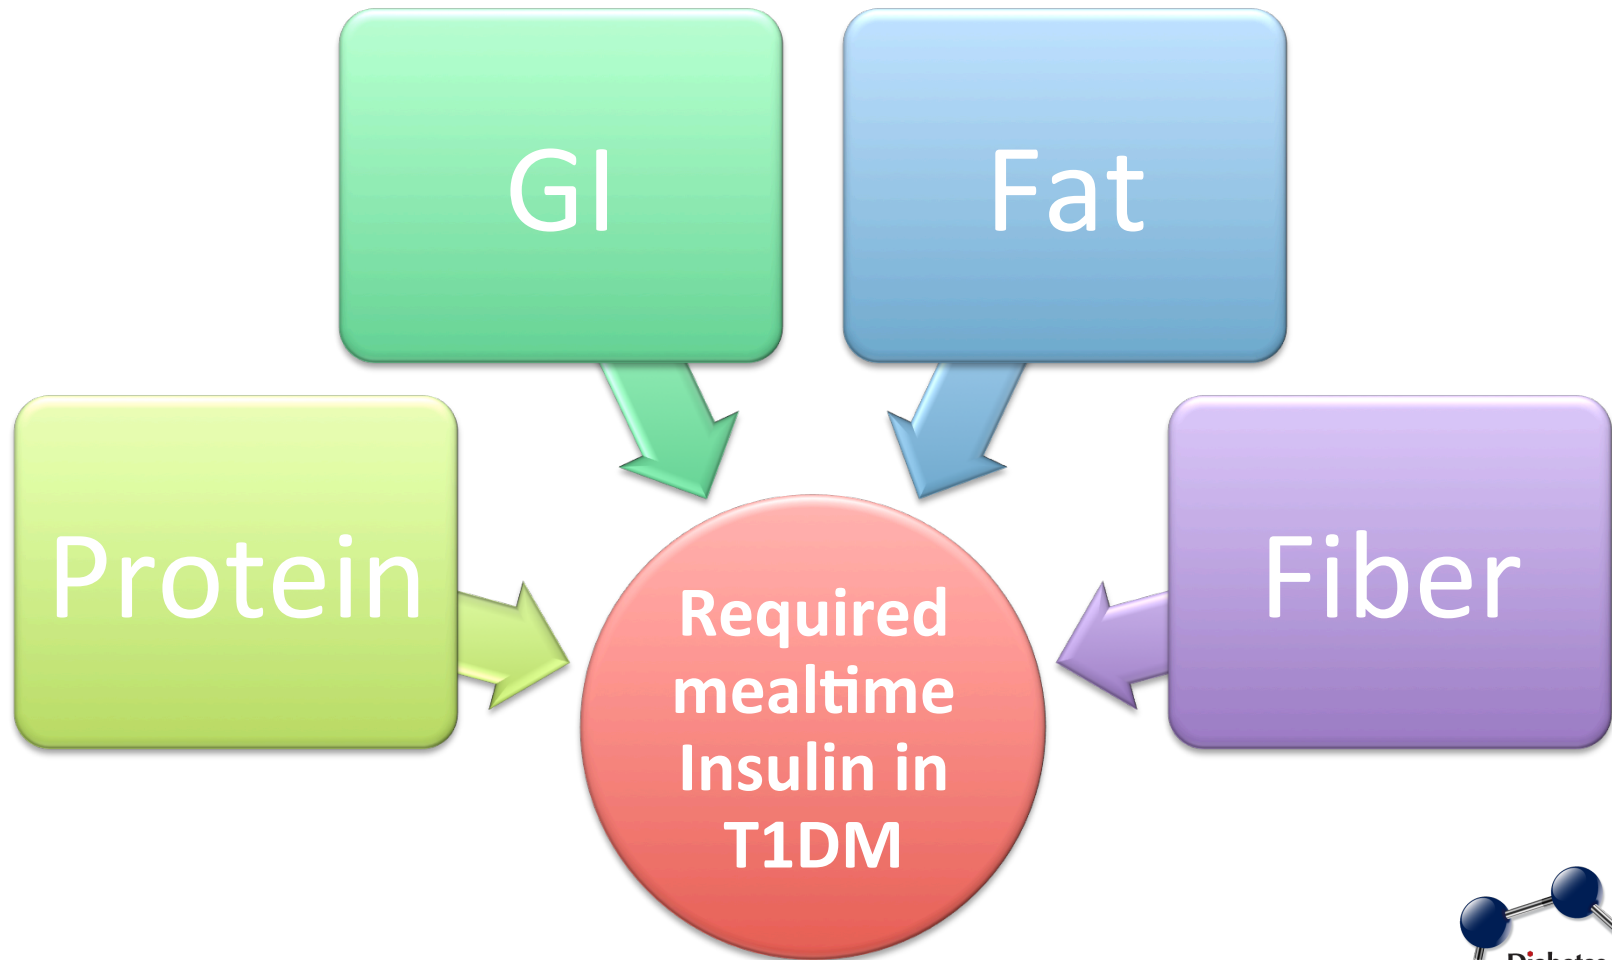 GI
Fat
Protein
Fiber
Required
mealtime
Insulin in
T1DM